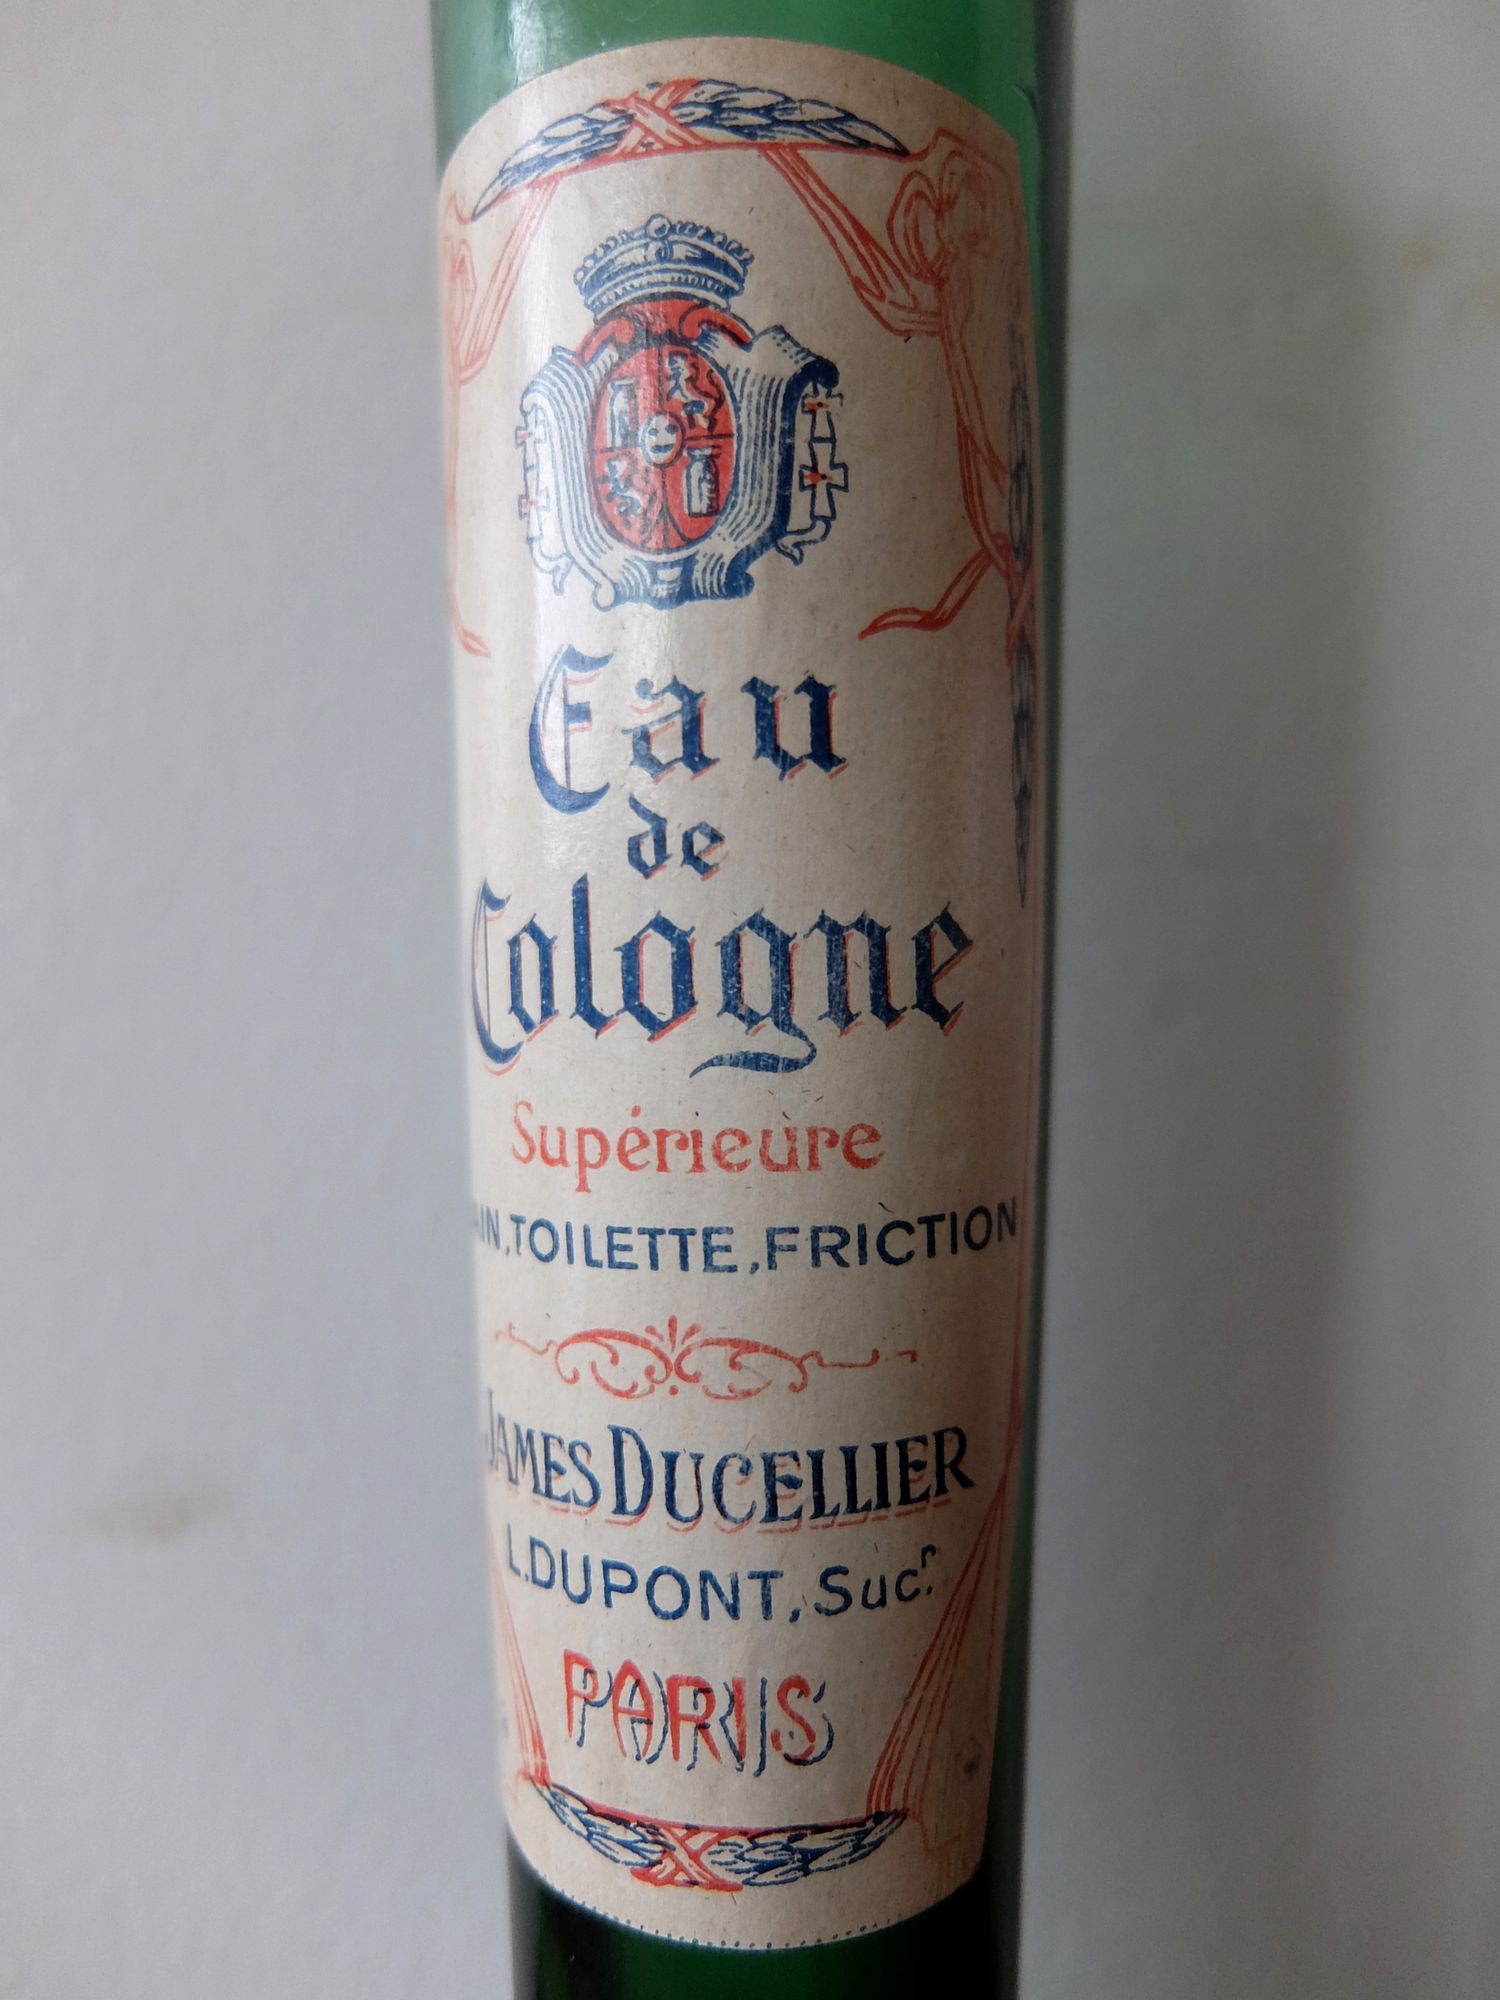 Eau
de
Cologne
Supérieure
TOILETTE, FRICTION
JAMES DUCELLIER
L. DUPONT, Sucr.
PARIS